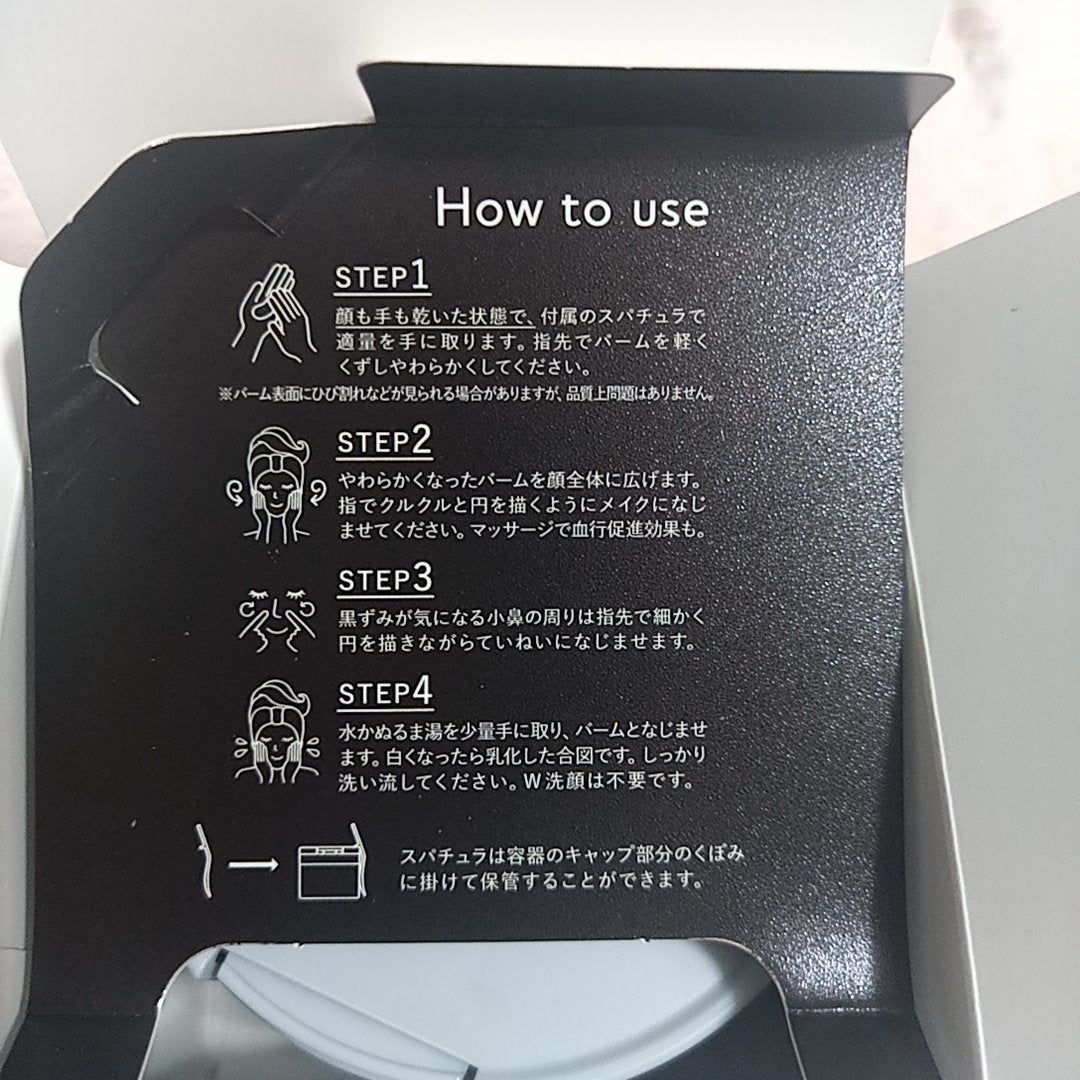 How to use
STEP1
顔も手も乾いた状態で、付属のスパチュラで
適量を手に取ります。指先でバームを軽く
くずしやわらかくしてください。
※バーム表面にひび割れなどが見られる場合がありますが、品質上問題はありません。
STEP2
やわらかくなったバームを顔全体に広げます。
指でクルクルと円を描くようにメイクになじ
ませてください。マッサージで血行促進効果も。
STEP3
黒ずみが気になる小鼻の周りは指先で細かく
円を描きながらていねいになじませます。
STEP4
水かぬるま湯を少量手に取り、バームとなじませ
ます。白くなったら乳化した合図です。しっかり
洗い流してください。W洗顔は不要です。
スパチュラは容器のキャップ部分のくぼみ
に掛けて保管することができます。